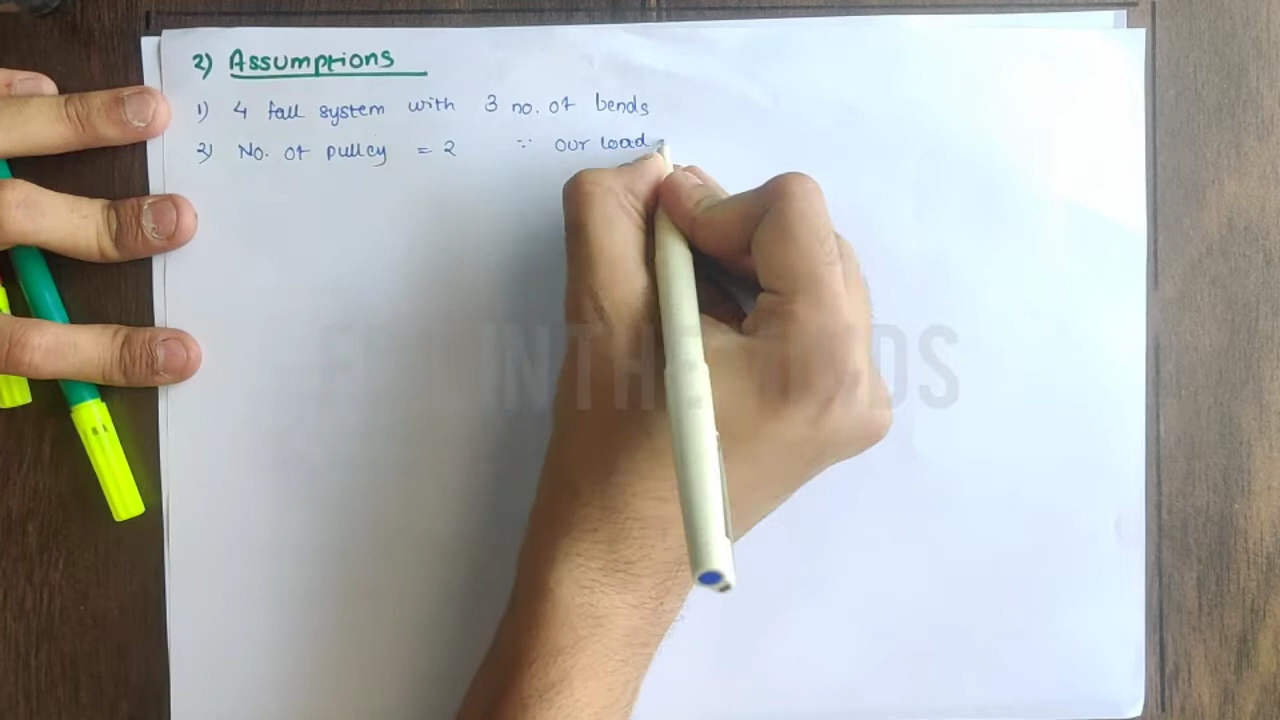 2) Assumptions
1) 4 fall system with 3 no. of bends
2) No. of pulley = 2 ∵ our load